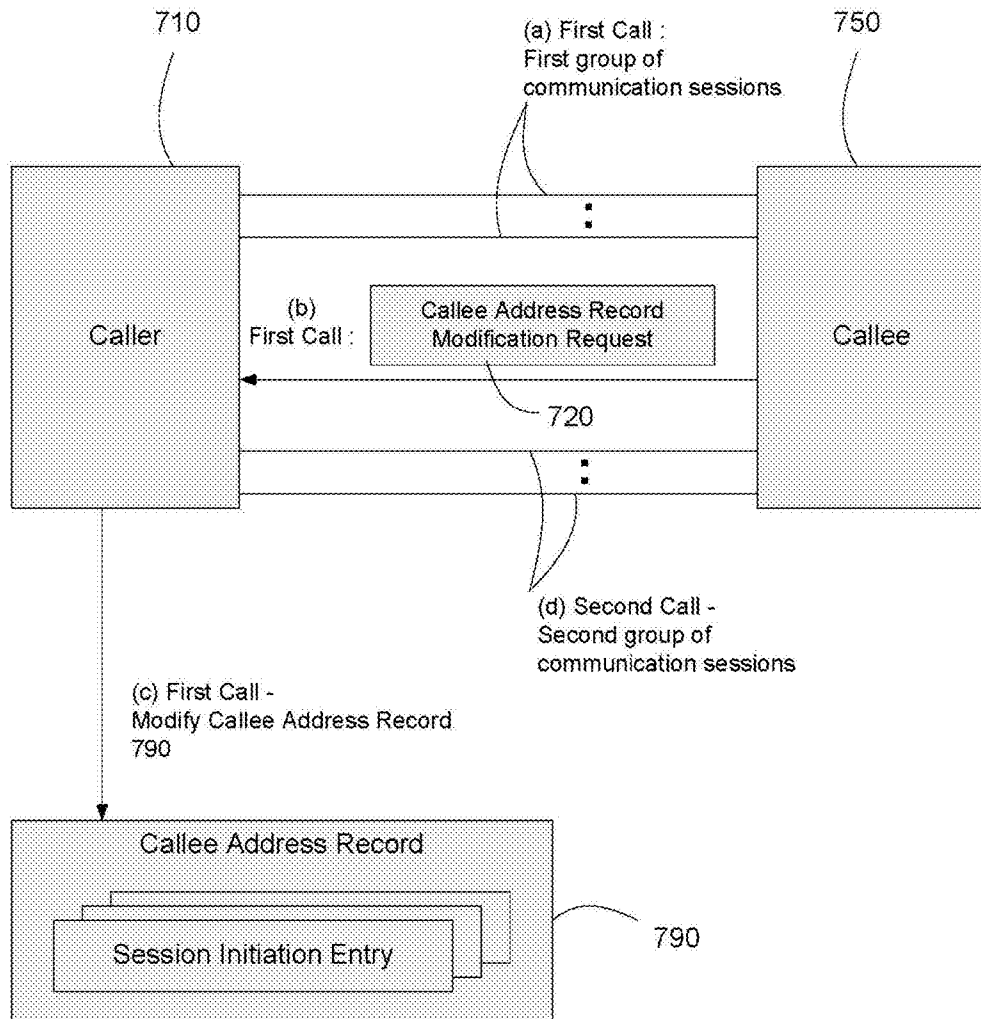 710
(a) First Call :
First group of
communication sessions
750
Caller
(b)
First Call :
Callee Address Record
Modification Request
Callee
720
(d) Second Call -
Second group of
communication sessions
(c) First Call -
Modify Callee Address Record
790
Callee Address Record
Session Initiation Entry
790